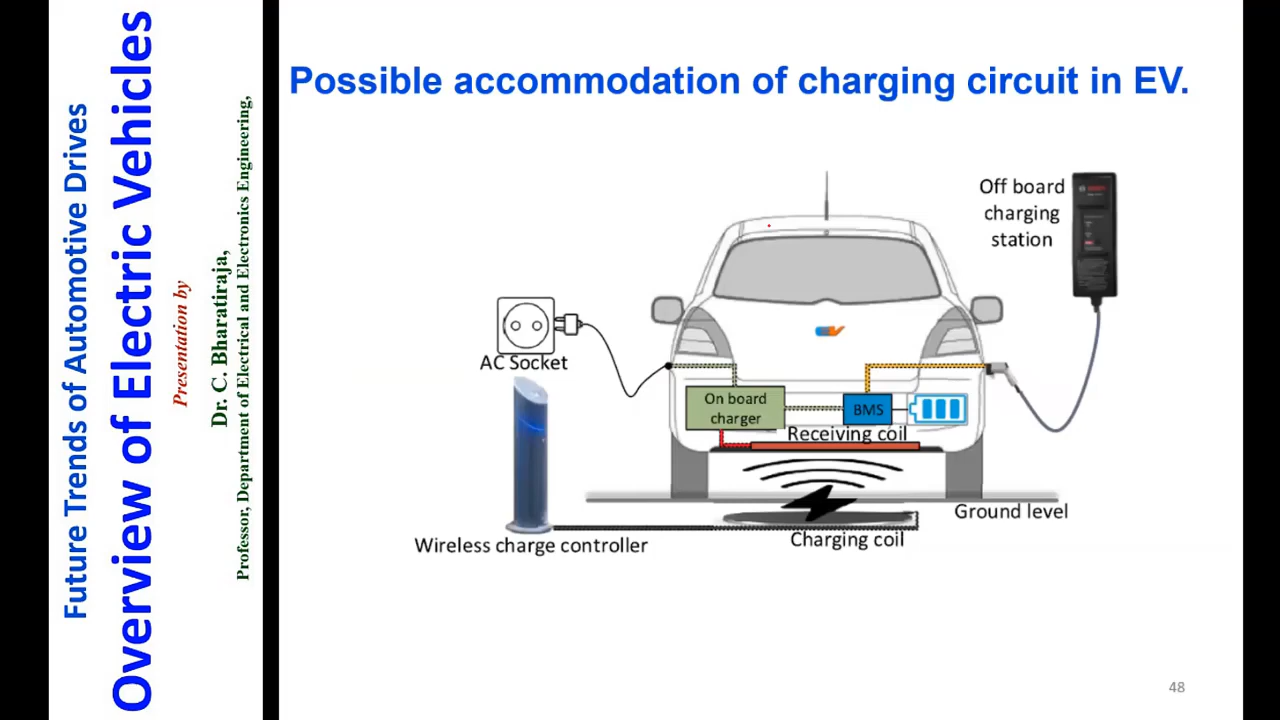 Future Trends of Automotive Drives
Overview of Electric Vehicles
Presentation by
Dr. C. Bharatiraja,
Professor, Department of Electrical and Electronics Engineering,
Possible accommodation of charging circuit in EV.
Off board
charging
station
AC Socket
On board
charger
BMS
Receiving coil
Ground level
Charging coil
Wireless charge controller
48